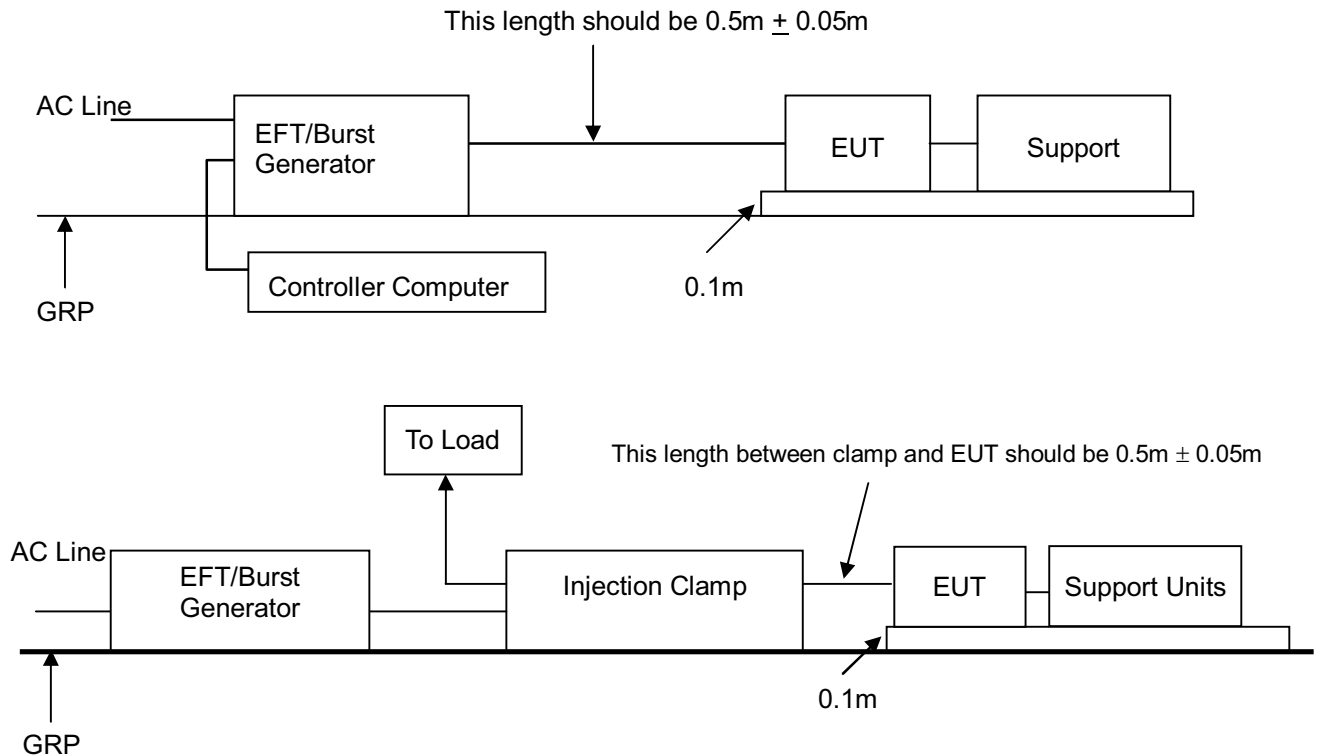 This length should be 0.5m ± 0.05m
AC Line
EFT/Burst
Generator
EUT
Support
Controller Computer
0.1m
GRP
To Load
This length between clamp and EUT should be 0.5m ± 0.05m
AC Line
EFT/Burst
Generator
Injection Clamp
EUT
Support Units
0.1m
GRP